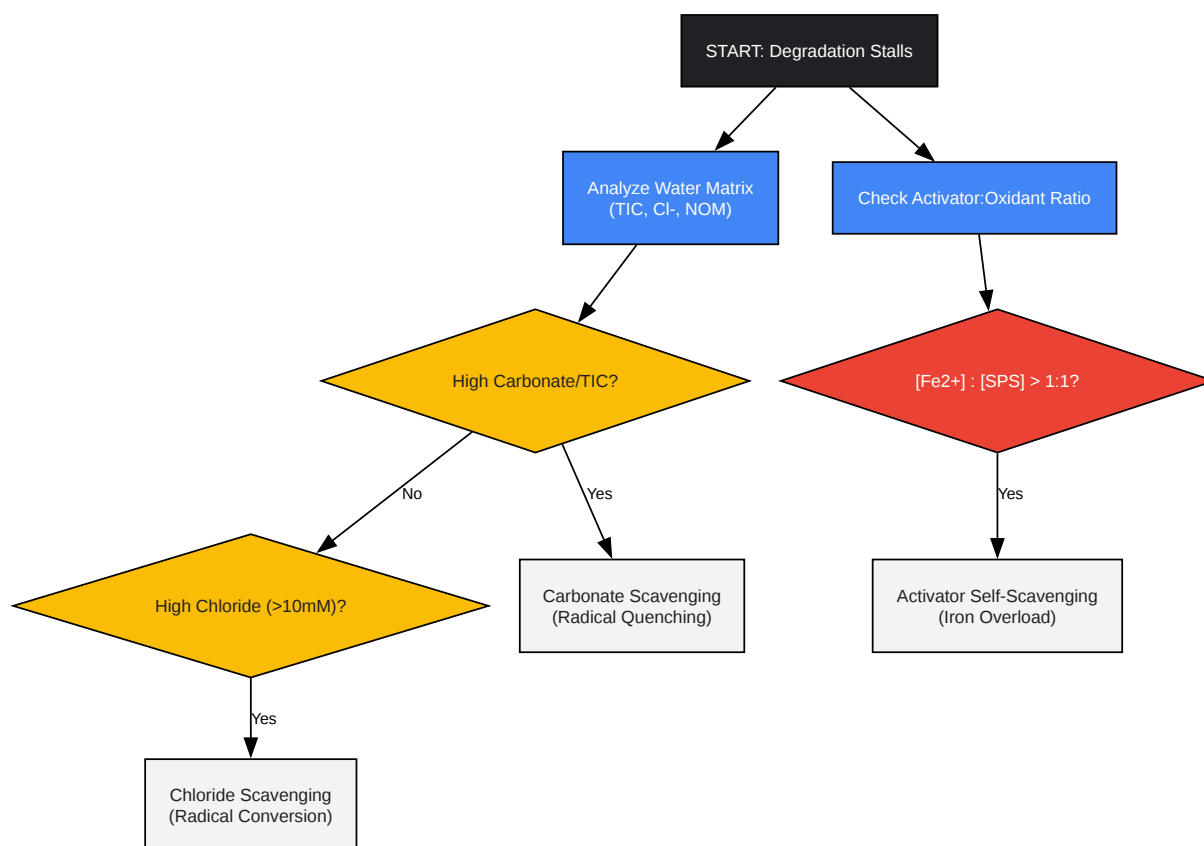 START: Degradation Stalls
Analyze Water Matrix
(TIC, Cl-, NOM)
Check Activator:Oxidant Ratio
High Carbonate/TIC?
[Fe2+] : [SPS] > 1:1?
No
Yes
Yes
High Chloride (>10mM)?
Carbonate Scavenging
(Radical Quenching)
Activator Self-Scavenging
(Iron Overload)
Yes
Chloride Scavenging
(Radical Conversion)